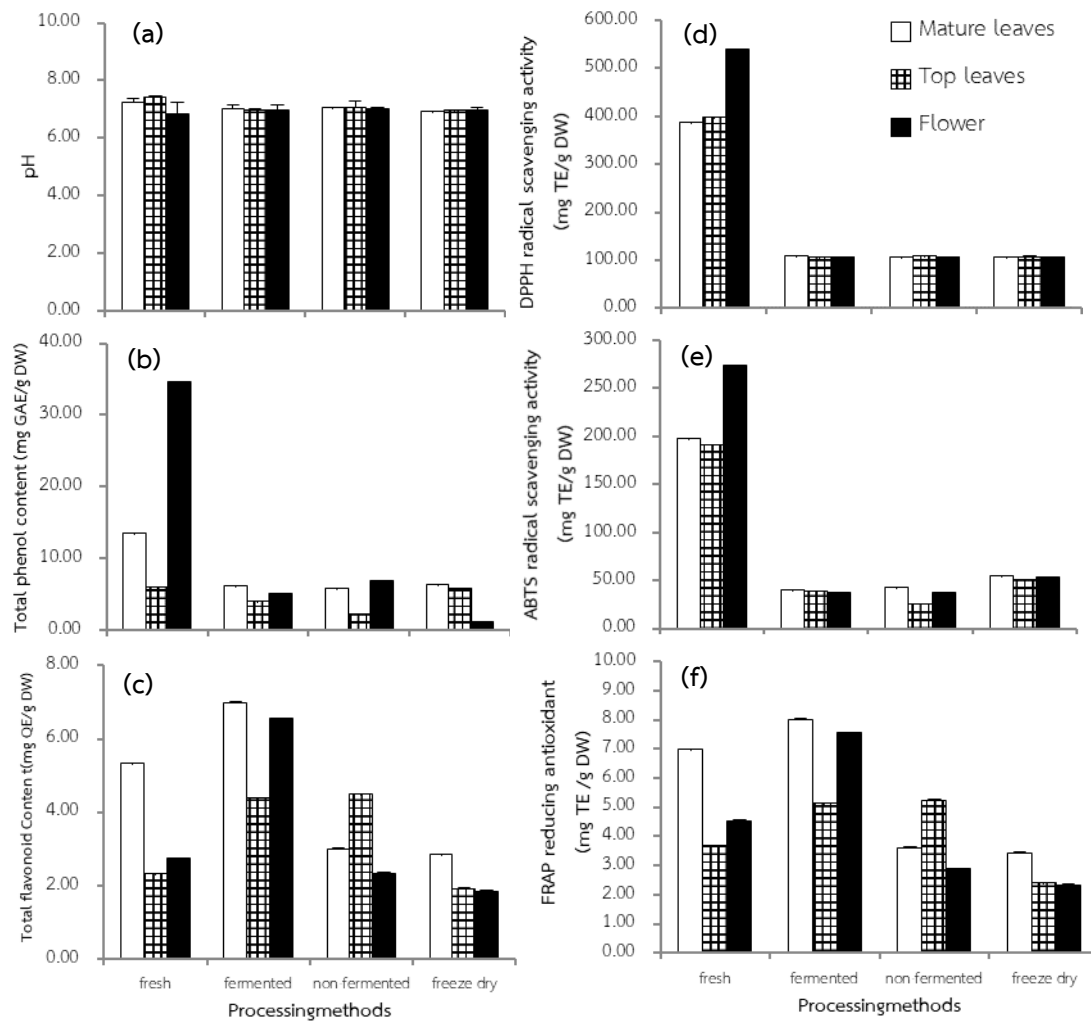 (a)
pH
10.00
8.00
6.00
4.00
2.00
0.00
(b)
Total phenol content (mg GAE/g DW)
40.00
30.00
20.00
10.00
0.00
(c)
Total flavonoid Conten t(mg QE/g DW)
8.00
6.00
4.00
2.00
0.00
fresh fermented non fermented freeze dry
Processingmethods
(d)
DPPH radical scavenging activity
(mg TE/g DW)
600.00
500.00
400.00
300.00
200.00
100.00
0.00
Mature leaves
Top leaves
Flower
(e)
ABTS radical scavenging activity
(mg TE/g DW)
300.00
250.00
200.00
150.00
100.00
50.00
0.00
(f)
FRAP reducing antioxidant
(mg TE /g DW)
10.00
9.00
8.00
7.00
6.00
5.00
4.00
3.00
2.00
1.00
0.00
fresh fermented non fermented freeze dry
Processingmethods